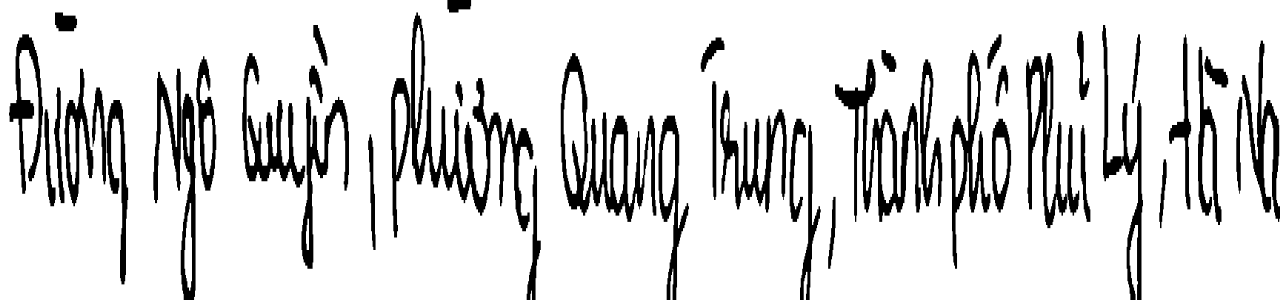 Đường Ngô Quyền, phường Quang Trung, Thành phố Phủ Lý, Hà